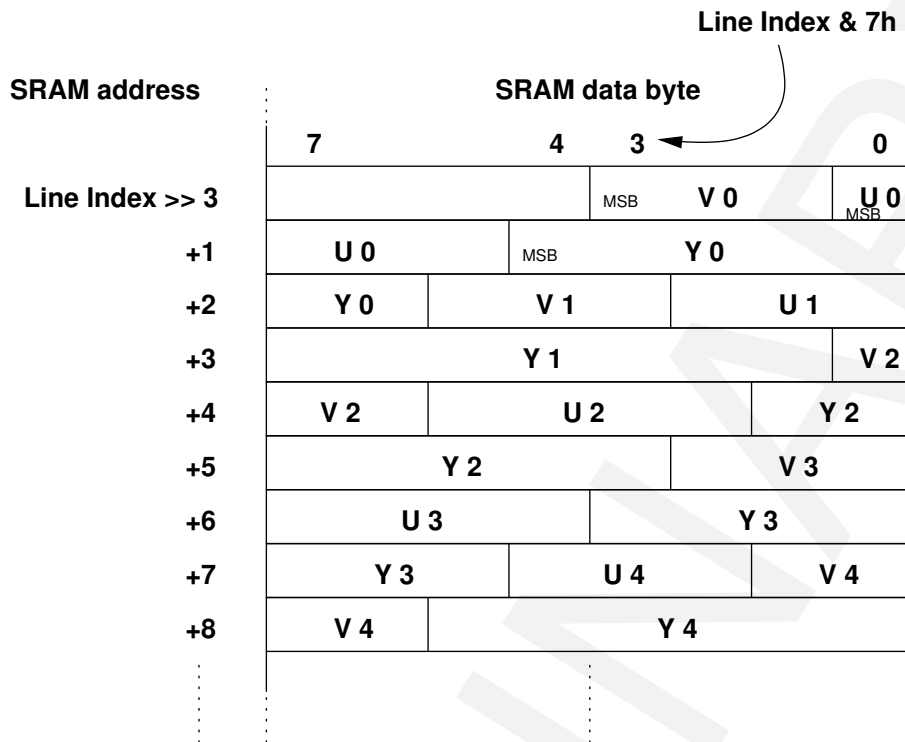 Line Index & 7h
SRAM address SRAM data byte
7 4 3 0
Line Index >> 3 MSB V 0 U 0 MSB
+1 U 0 MSB Y 0
+2 Y 0 V 1 U 1
+3 Y 1 V 2
+4 V 2 U 2 Y 2
+5 Y 2 V 3
+6 U 3 Y 3
+7 Y 3 U 4 V 4
+8 V 4 Y 4